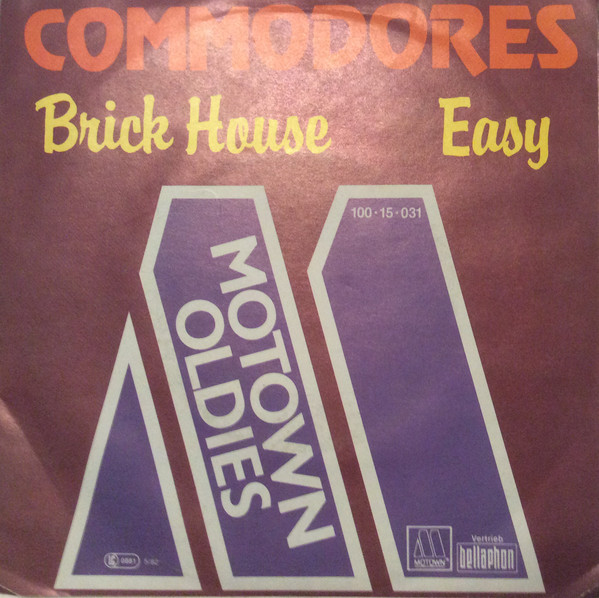 COMMODORES
Brick House Easy
100·15·031
MOTOWN
OLDIES
MOTOWN
Vertrieb
bellaphon